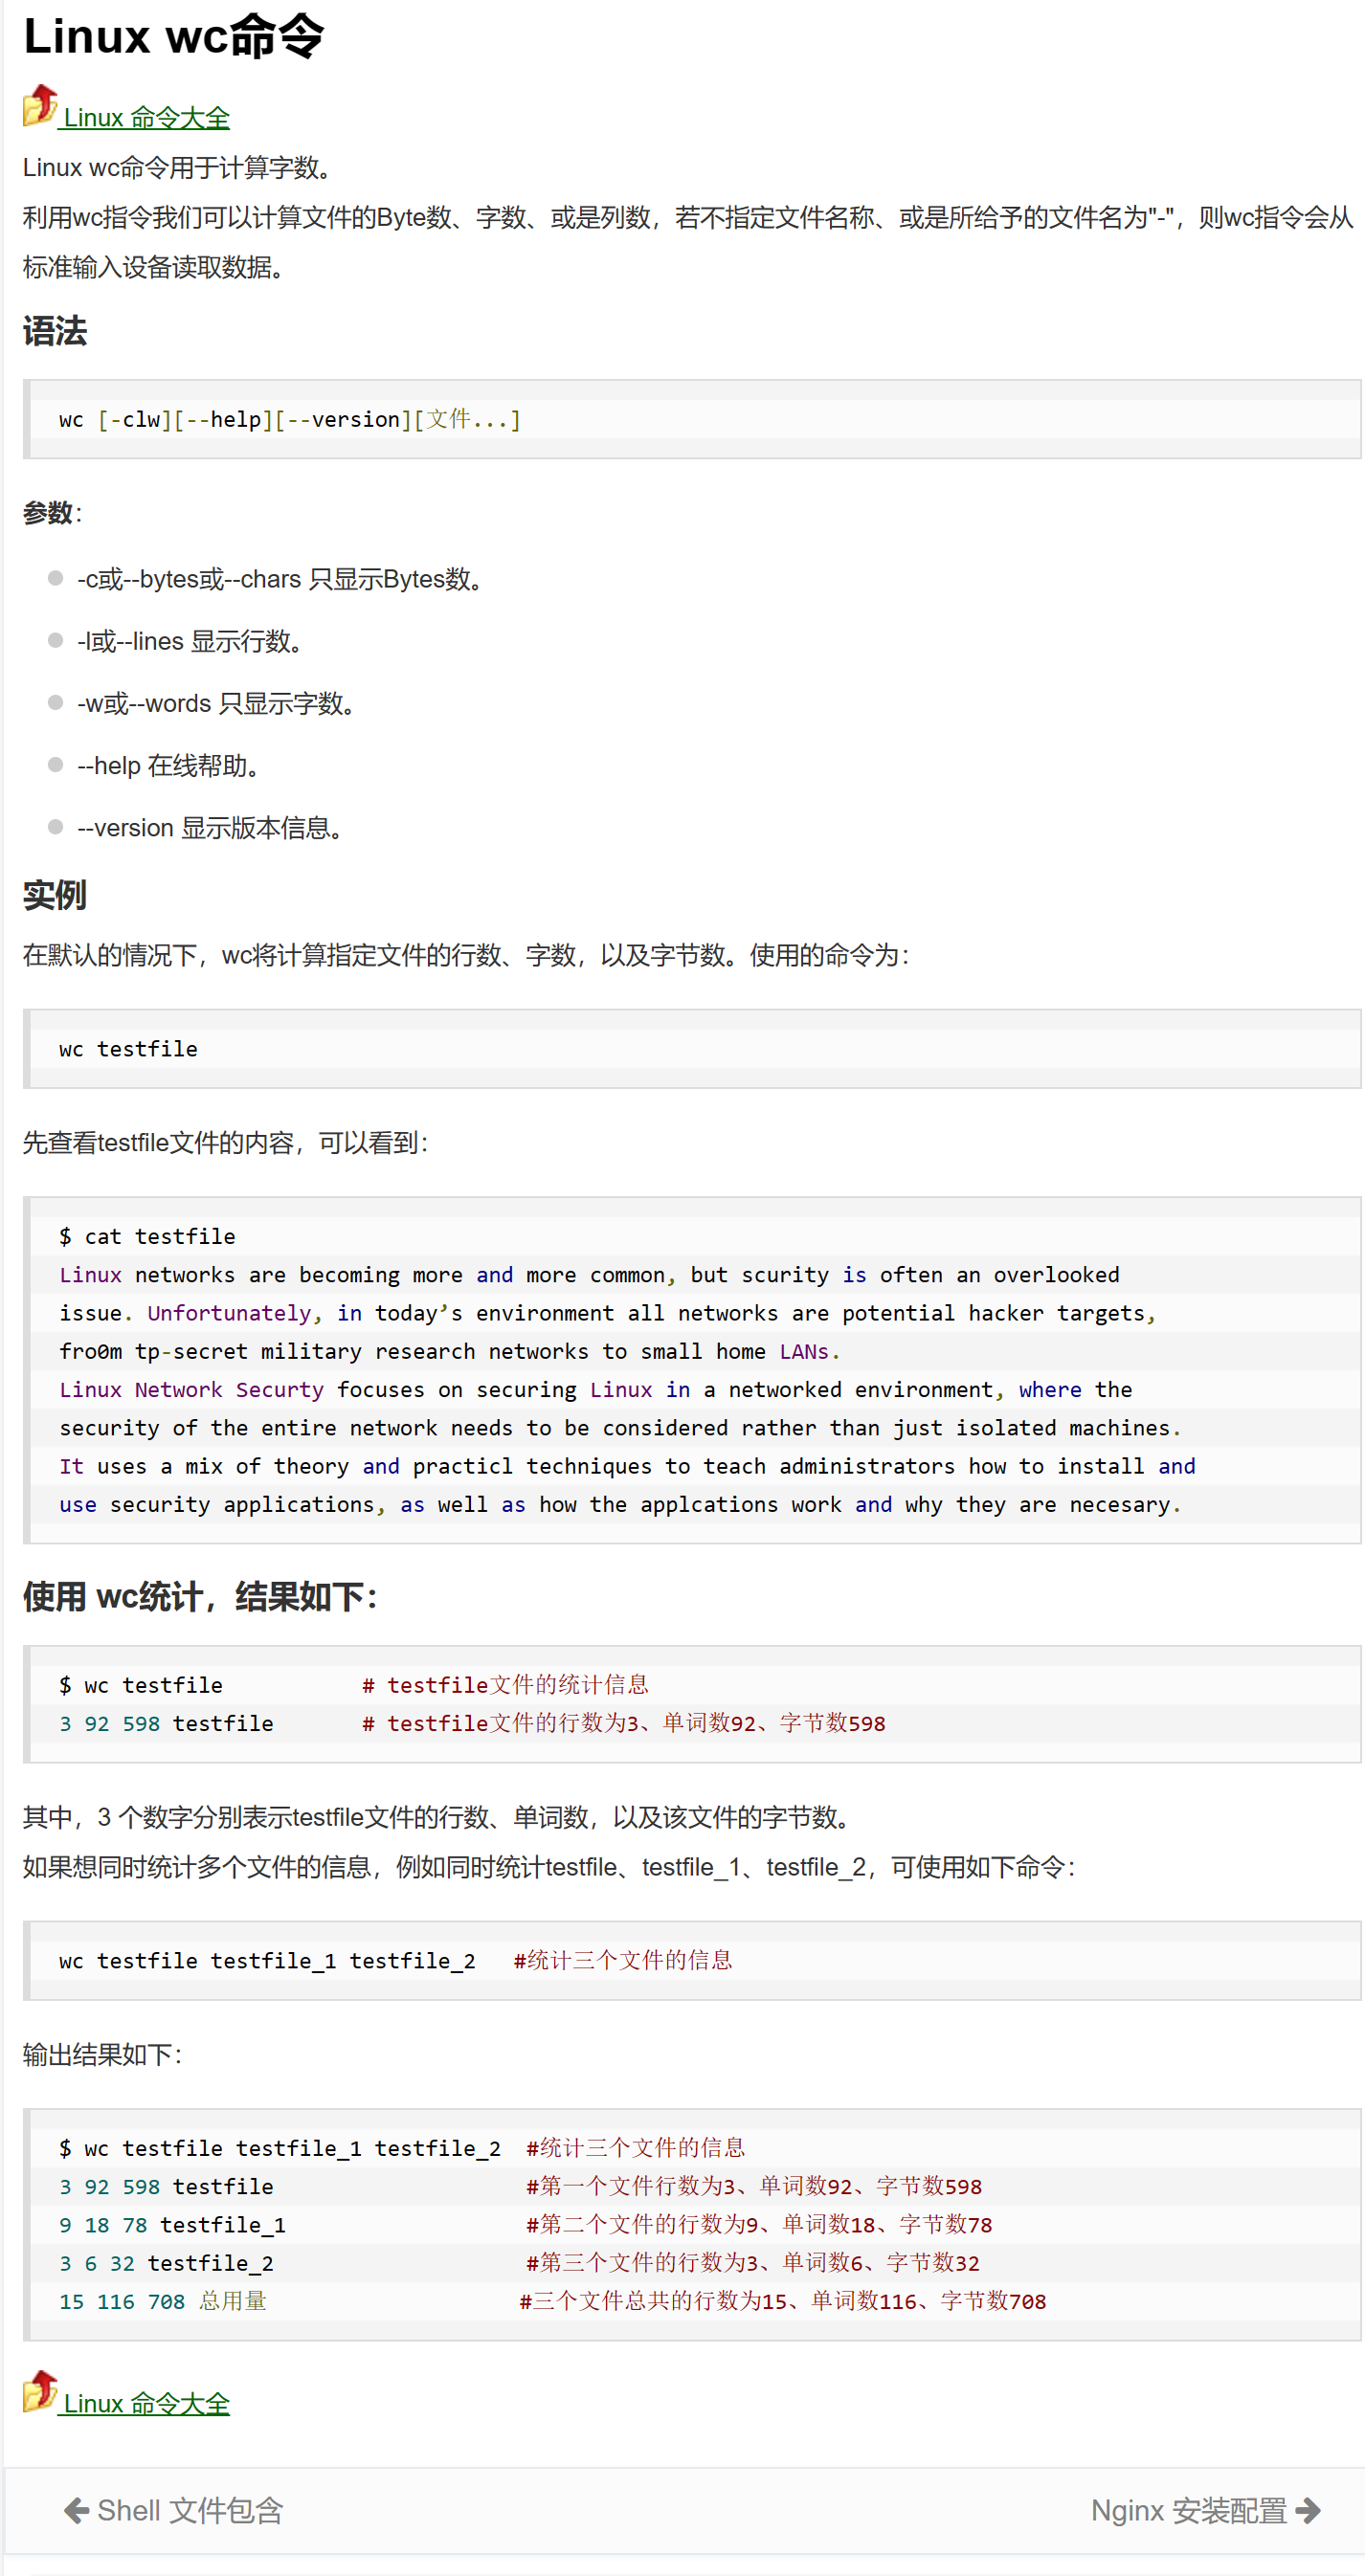 Linux wc命令
Linux 命令大全
Linux wc命令用于计算字数。
利用wc指令我们可以计算文件的Byte数、字数、或是列数，若不指定文件名称、或是所给予的文件名为"-"，则wc指令会从
标准输入设备读取数据。
语法
wc [-clw][--help][--version][文件...]
参数：
-c或--bytes或--chars 只显示Bytes数。
-l或--lines 显示行数。
-w或--words 只显示字数。
--help 在线帮助。
--version 显示版本信息。
实例
在默认的情况下，wc将计算指定文件的行数、字数，以及字节数。使用的命令为：
wc testfile
先查看testfile文件的内容，可以看到：
$ cat testfile
Linux networks are becoming more and more common, but scurity is often an overlooked
issue. Unfortunately, in today’s environment all networks are potential hacker targets,
fro0m tp-secret military research networks to small home LANs.
Linux Network Securty focuses on securing Linux in a networked environment, where the
security of the entire network needs to be considered rather than just isolated machines.
It uses a mix of theory and practicl techniques to teach administrators how to install and
use security applications, as well as how the applcations work and why they are necesary.
使用 wc统计，结果如下：
$ wc testfile           # testfile文件的统计信息
3 92 598 testfile       # testfile文件的行数为3、单词数92、字节数598
其中，3 个数字分别表示testfile文件的行数、单词数，以及该文件的字节数。
如果想同时统计多个文件的信息，例如同时统计testfile、testfile_1、testfile_2，可使用如下命令：
wc testfile testfile_1 testfile_2   #统计三个文件的信息
输出结果如下：
$ wc testfile testfile_1 testfile_2  #统计三个文件的信息
3 92 598 testfile                    #第一个文件行数为3、单词数92、字节数598
9 18 78 testfile_1                   #第二个文件的行数为9、单词数18、字节数78
3 6 32 testfile_2                    #第三个文件的行数为3、单词数6、字节数32
15 116 708 总用量                    #三个文件总共的行数为15、单词数116、字节数708
Linux 命令大全
Shell 文件包含
Nginx 安装配置